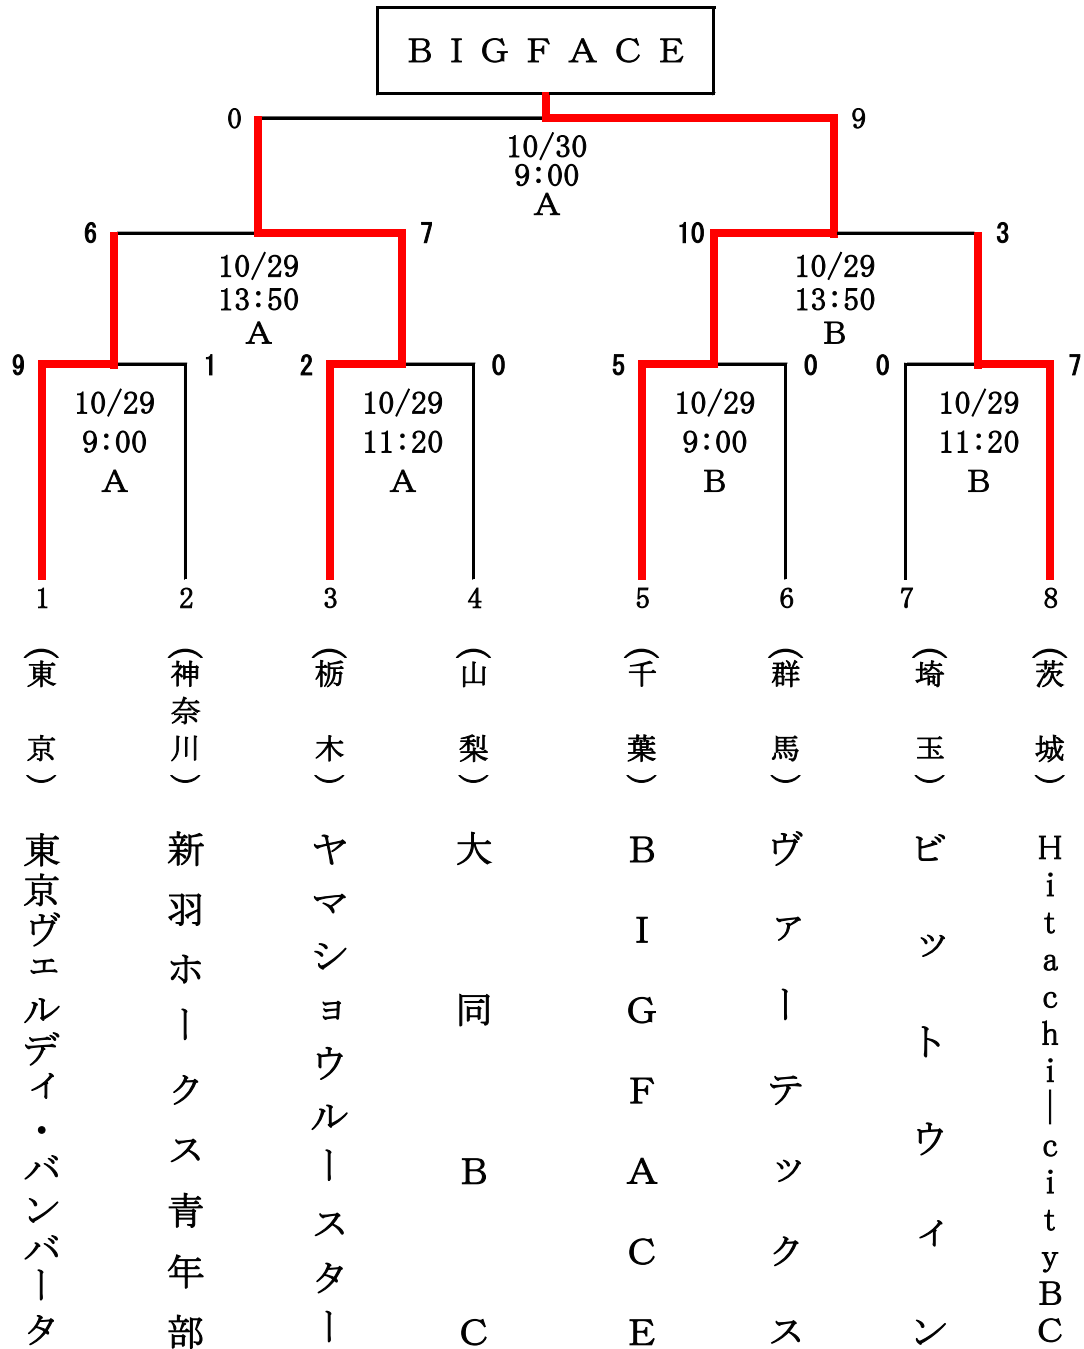 ＢＩＧＦＡＣＥ
0 9
10/30
9:00
A
6 7 10 3
10/29 10/29
13:50 13:50
A B
9 1 2 0 5 0 0 7
10/29 10/29 10/29 10/29
9:00 11:20 9:00 11:20
A A B B
1 2 3 4 5 6 7 8
(東京)
東京ヴェルディ・バンバータ
(神奈川)
新羽ホークス青年部
(栃木)
ヤマショウルースター
(山梨)
大同BC
(千葉)
BIGFACE
(群馬)
ヴァーテックス
(埼玉)
ビットウィン
(茨城)
Hitachi―cityBC